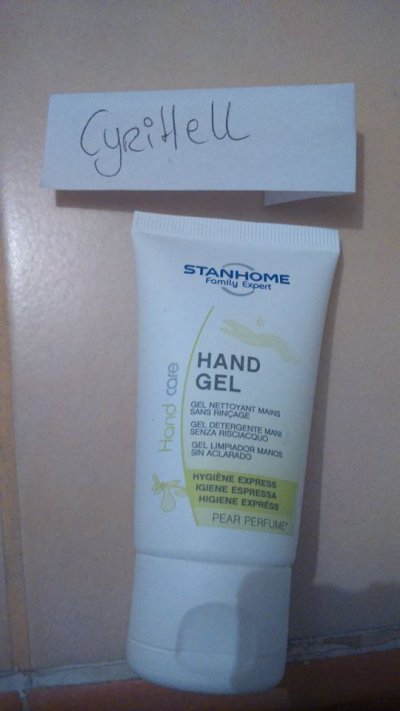 CyriHell
STANHOME
Family Expert
Hand care
HAND
GEL
GEL NETTOYANT MAINS
SANS RINÇAGE
GEL DETERGENTE MANI
SENZA RISCIACQUO
GEL LIMPIADOR MANOS
SIN ACLARADO
HYGIÈNE EXPRESS
IGIENE ESPRESSA
HIGIENE EXPRÉSS
PEAR PERFUME*